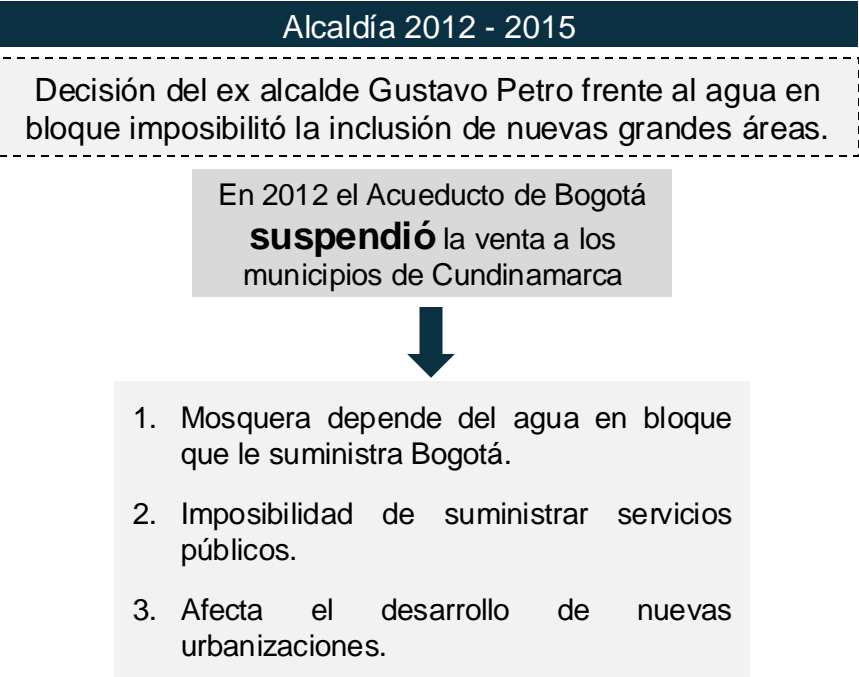 Alcaldía 2012 - 2015
Decisión del ex alcalde Gustavo Petro frente al agua en
bloque imposibilitó la inclusión de nuevas grandes áreas.
En 2012 el Acueducto de Bogotá
suspendió la venta a los
municipios de Cundinamarca
1. Mosquera depende del agua en bloque
que le suministra Bogotá.
2. Imposibilidad de suministrar servicios
públicos.
3. Afecta el desarrollo de nuevas
urbanizaciones.